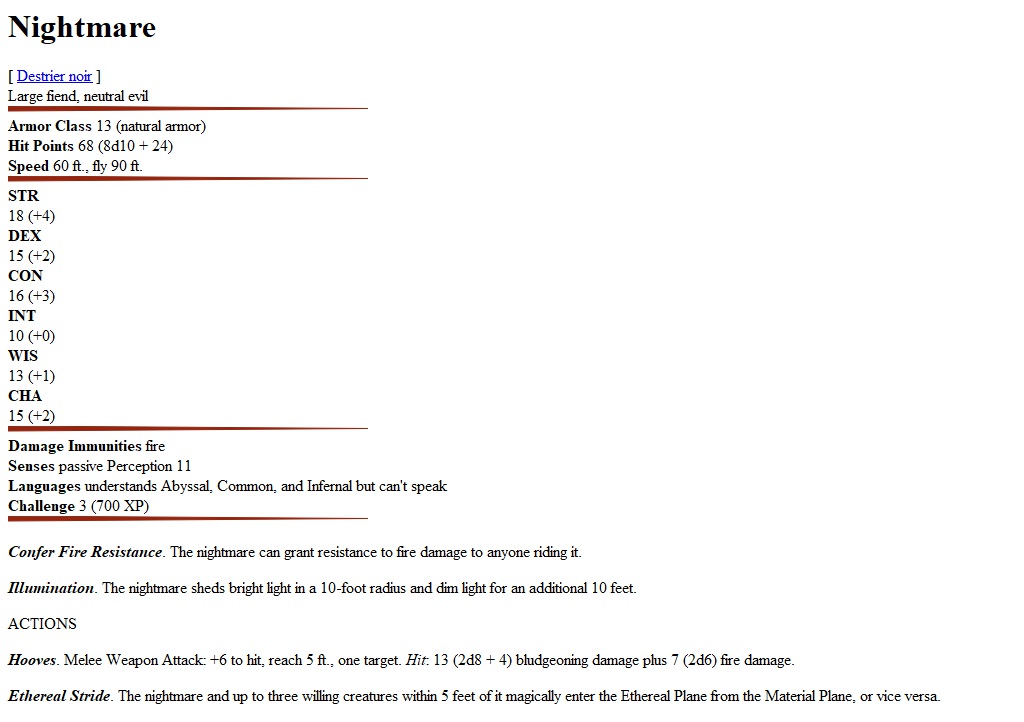 Nightmare
[ Destrier noir ]
Large fiend, neutral evil
Armor Class 13 (natural armor)
Hit Points 68 (8d10 + 24)
Speed 60 ft., fly 90 ft.
STR
18 (+4)
DEX
15 (+2)
CON
16 (+3)
INT
10 (+0)
WIS
13 (+1)
CHA
15 (+2)
Damage Immunities fire
Senses passive Perception 11
Languages understands Abyssal, Common, and Infernal but can't speak
Challenge 3 (700 XP)
Confer Fire Resistance. The nightmare can grant resistance to fire damage to anyone riding it.
Illumination. The nightmare sheds bright light in a 10-foot radius and dim light for an additional 10 feet.
ACTIONS
Hooves. Melee Weapon Attack: +6 to hit, reach 5 ft., one target. Hit: 13 (2d8 + 4) bludgeoning damage plus 7 (2d6) fire damage.
Ethereal Stride. The nightmare and up to three willing creatures within 5 feet of it magically enter the Ethereal Plane from the Material Plane, or vice versa.